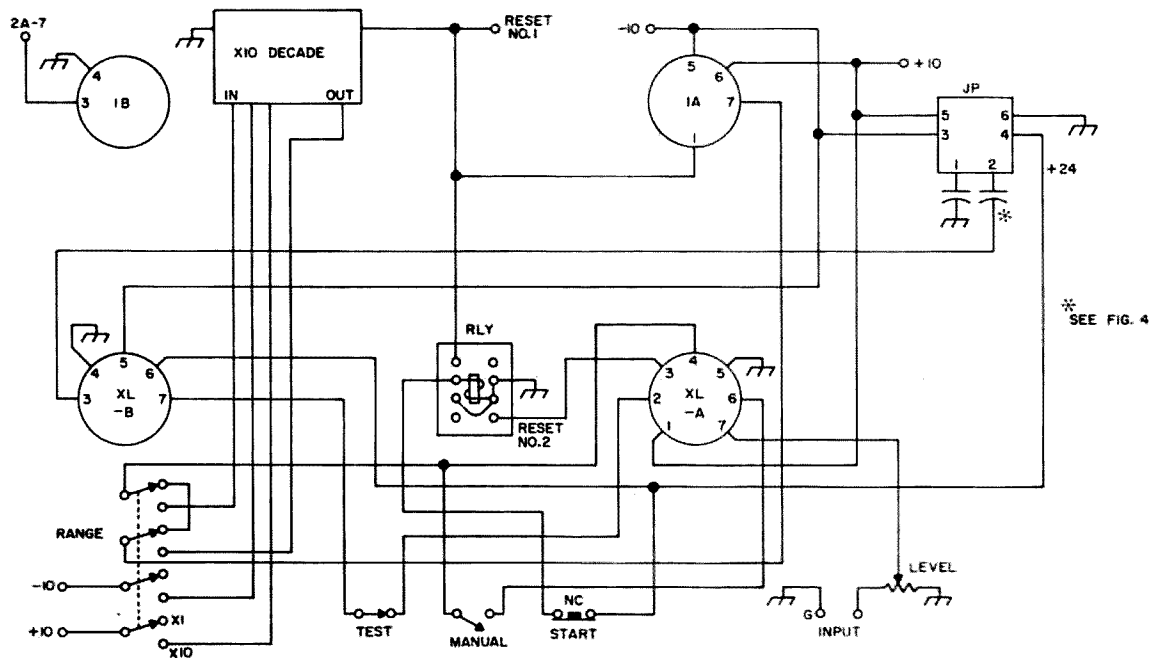 2A-7
4
3
1B
X10 DECADE
IN
OUT
RESET
NO.1
-10
5
6
1A
7
1
+10
JP
5
6
3
4
1
2
+24
*
*
SEE FIG. 4
4
5
6
3
XL
-B
7
RLY
RESET
NO.2
4
3
5
2
XL
-A
6
1
7
RANGE
-10
+10
X1
X10
TEST
MANUAL
NC
START
G
INPUT
LEVEL